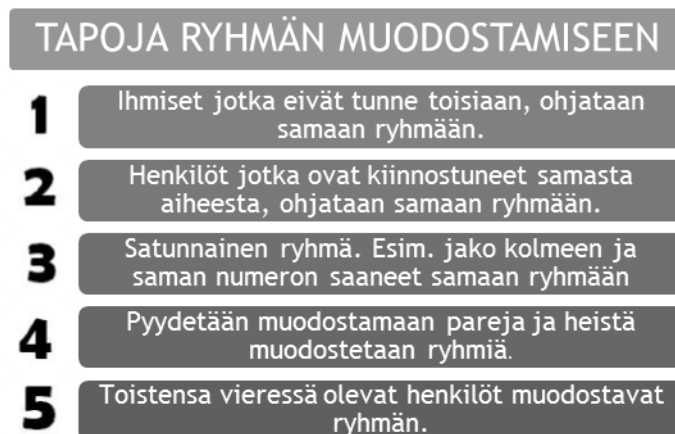 TAPOJA RYHMÄN MUODOSTAMISEEN
1
Ihmiset jotka eivät tunne toisiaan, ohjataan
samaan ryhmään.
2
Henkilöt jotka ovat kiinnostuneet samasta
aiheesta, ohjataan samaan ryhmään.
3
Satunnainen ryhmä. Esim. jako kolmeen ja
saman numeron saaneet samaan ryhmään
4
Pyydetään muodostamaan pareja ja heistä
muodostetaan ryhmiä.
5
Toistensa vieressä olevat henkilöt muodostavat
ryhmän.